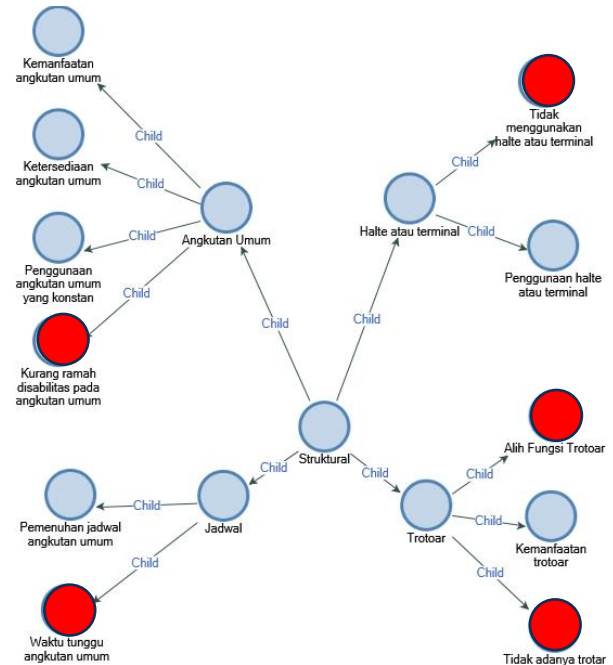 Kemanfaatan
angkutan umum
Child
Ketersediaan
angkutan umum
Child
Penggunaan
angkutan umum
yang konstan
Child
Kurang ramah
disabilitas pada
angkutan umum
Child
Angkutan Umum
Child
Tidak
menggunakan
halte atau terminal
Child
Halte atau terminal
Child
Penggunaan halte
atau terminal
Child
Struktural
Child
Child
Pemenuhan jadwal
angkutan umum
Child
Jadwal
Child
Waktu tunggu
angkutan umum
Alih Fungsi Trotoar
Child
Trotoar
Child
Kemanfaatan
trotoar
Child
Tidak adanya trotar